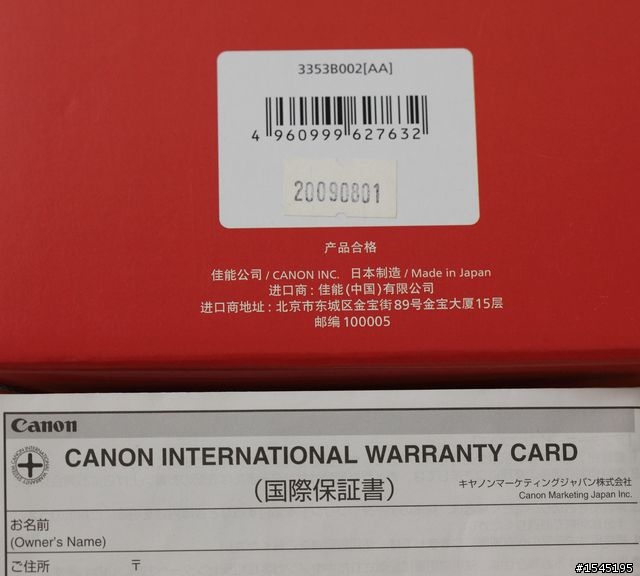 3353B002[AA]
4 960999 627632
20090801
产品合格
佳能公司 / CANON INC. 日本制造 / Made in Japan
进口商 : 佳能(中国)有限公司
进口商地址 : 北京市东城区金宝街89号金宝大厦15层
邮编 100005
Canon
CANON INTERNATIONAL WARRANTY CARD
(国際保証書)
キヤノンマーケティングジャパン株式会社
Canon Marketing Japan Inc.
お名前
(Owner's Name)
ご住所 〒
#1545195